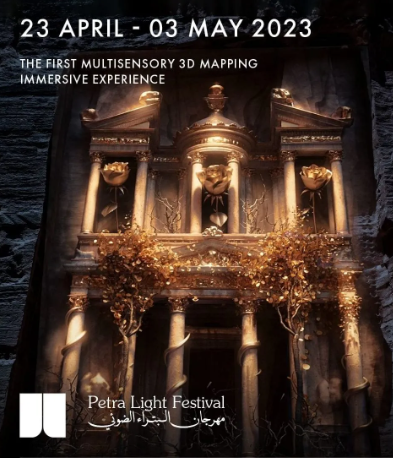 23 APRIL - 03 MAY 2023
THE FIRST MULTISENSORY 3D MAPPING
IMMERSIVE EXPERIENCE
Petra Light Festival
مهرجان البتراء الضوئي